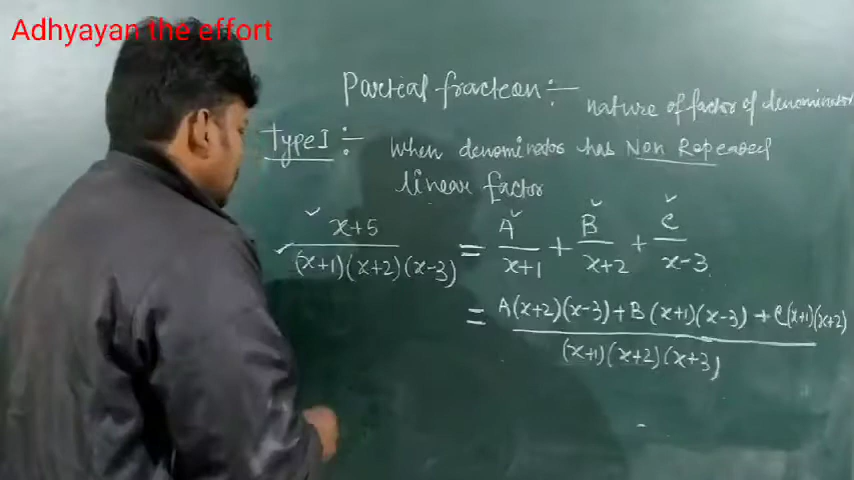 Adhyayan the effort
Partial fraction :-
nature of factor of denominator
type I :- when denominator has Non Repeated
linear factor
x+5 / (x+1)(x+2)(x-3) = A/x+1 + B/x+2 + C/x-3
= A(x+2)(x-3)+B(x+1)(x-3)+C(x+1)(x+2) / (x+1)(x+2)(x+3)